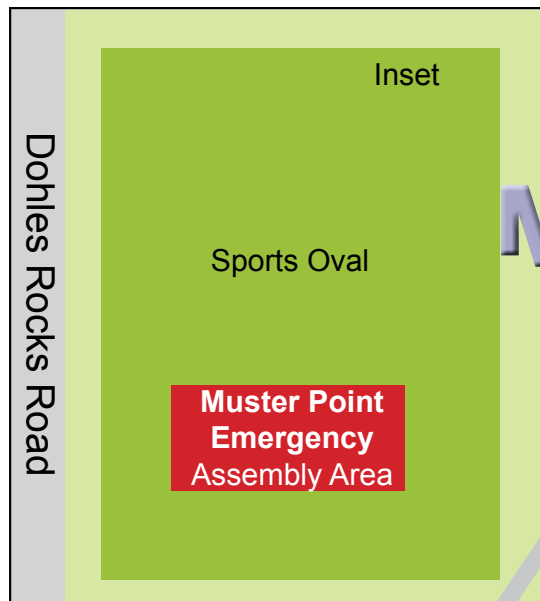 Inset
Dohles Rocks Road
Sports Oval
Muster Point
Emergency
Assembly Area